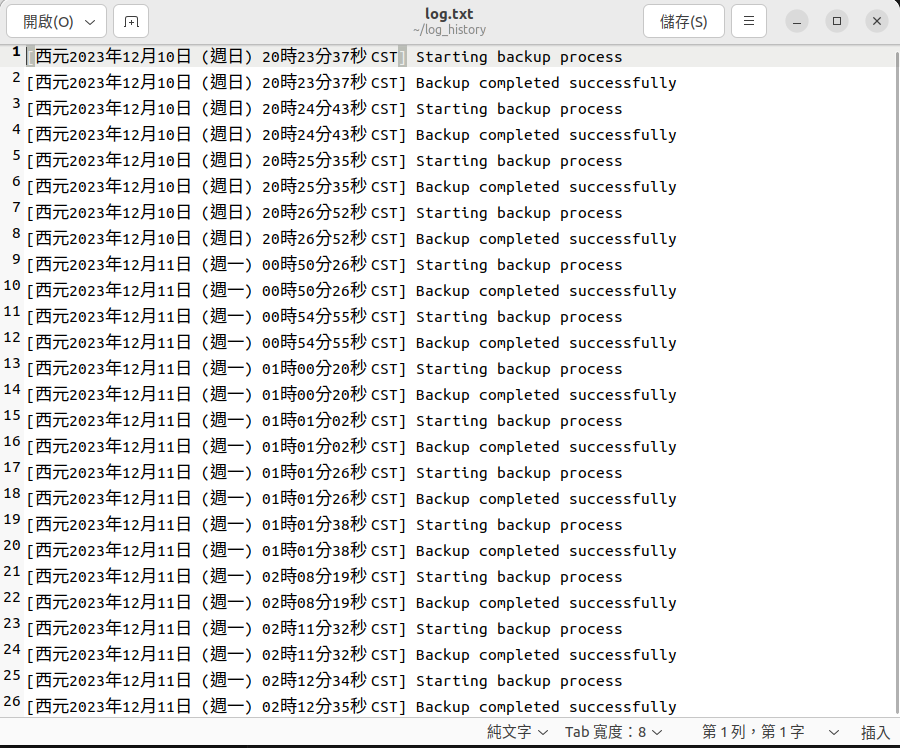 開啟(O)
log.txt
~/log_history
儲存(S)
1 [西元2023年12月10日 (週日) 20時23分37秒 CST] Starting backup process
2 [西元2023年12月10日 (週日) 20時23分37秒 CST] Backup completed successfully
3 [西元2023年12月10日 (週日) 20時24分43秒 CST] Starting backup process
4 [西元2023年12月10日 (週日) 20時24分43秒 CST] Backup completed successfully
5 [西元2023年12月10日 (週日) 20時25分35秒 CST] Starting backup process
6 [西元2023年12月10日 (週日) 20時25分35秒 CST] Backup completed successfully
7 [西元2023年12月10日 (週日) 20時26分52秒 CST] Starting backup process
8 [西元2023年12月10日 (週日) 20時26分52秒 CST] Backup completed successfully
9 [西元2023年12月11日 (週一) 00時50分26秒 CST] Starting backup process
10 [西元2023年12月11日 (週一) 00時50分26秒 CST] Backup completed successfully
11 [西元2023年12月11日 (週一) 00時54分55秒 CST] Starting backup process
12 [西元2023年12月11日 (週一) 00時54分55秒 CST] Backup completed successfully
13 [西元2023年12月11日 (週一) 01時00分20秒 CST] Starting backup process
14 [西元2023年12月11日 (週一) 01時00分20秒 CST] Backup completed successfully
15 [西元2023年12月11日 (週一) 01時01分02秒 CST] Starting backup process
16 [西元2023年12月11日 (週一) 01時01分02秒 CST] Backup completed successfully
17 [西元2023年12月11日 (週一) 01時01分26秒 CST] Starting backup process
18 [西元2023年12月11日 (週一) 01時01分26秒 CST] Backup completed successfully
19 [西元2023年12月11日 (週一) 01時01分38秒 CST] Starting backup process
20 [西元2023年12月11日 (週一) 01時01分38秒 CST] Backup completed successfully
21 [西元2023年12月11日 (週一) 02時08分19秒 CST] Starting backup process
22 [西元2023年12月11日 (週一) 02時08分19秒 CST] Backup completed successfully
23 [西元2023年12月11日 (週一) 02時11分32秒 CST] Starting backup process
24 [西元2023年12月11日 (週一) 02時11分32秒 CST] Backup completed successfully
25 [西元2023年12月11日 (週一) 02時12分34秒 CST] Starting backup process
26 [西元2023年12月11日 (週一) 02時12分35秒 CST] Backup completed successfully
純文字 Tab 寬度：8 第 1 列，第 1 字 插入